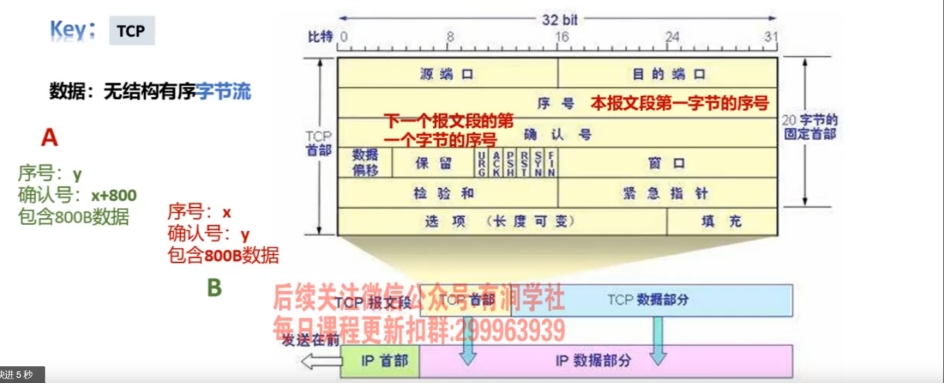 Key： TCP
数据：无结构有序字节流
A
序号：y
确认号：x+800
包含800B数据
序号：x
确认号：y
包含800B数据
B
32 bit
比特 0 8 16 24 31
TCP
首部
源端口 目的端口
序号 本报文段第一字节的序号
下一个报文段的第
一个字节的序号
确认号
数据
偏移
保留
URG ACK PSH RST SYN FIN
窗口
检验和 紧急指针
选项（长度可变） 填充
20 字节的
固定首部
TCP 报文段 TCP 首部 TCP 数据部分
后续关注微信公众号:有润学社
每日课程更新扣群:299963939
发送在前
IP 首部 IP 数据部分
快进 5 秒